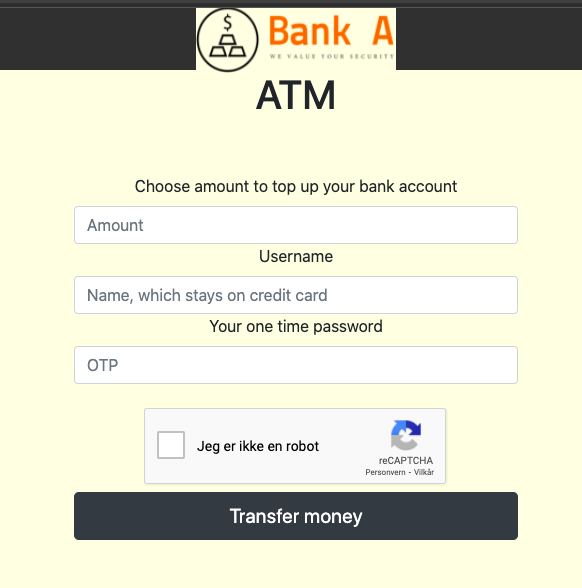 $
Bank A
WE VALUE YOUR SECURITY
ATM
Choose amount to top up your bank account
Amount
Username
Name, which stays on credit card
Your one time password
OTP
Jeg er ikke en robot
reCAPTCHA
Personvern - Vilkår
Transfer money